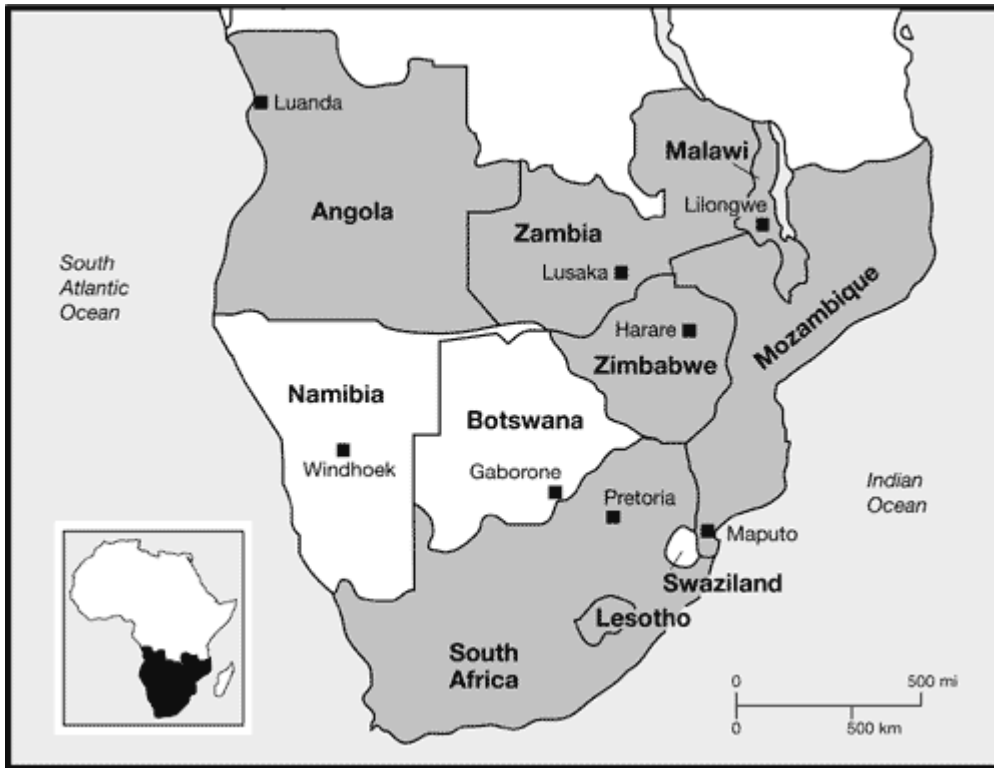 Luanda
Malawi
Angola
Lilongwe
Zambia
South
Atlantic
Ocean
Lusaka
Mozambique
Harare
Zimbabwe
Namibia
Botswana
Windhoek
Gaborone
Indian
Ocean
Pretoria
Maputo
Swaziland
Lesotho
South
Africa
0 500 mi
0 500 km